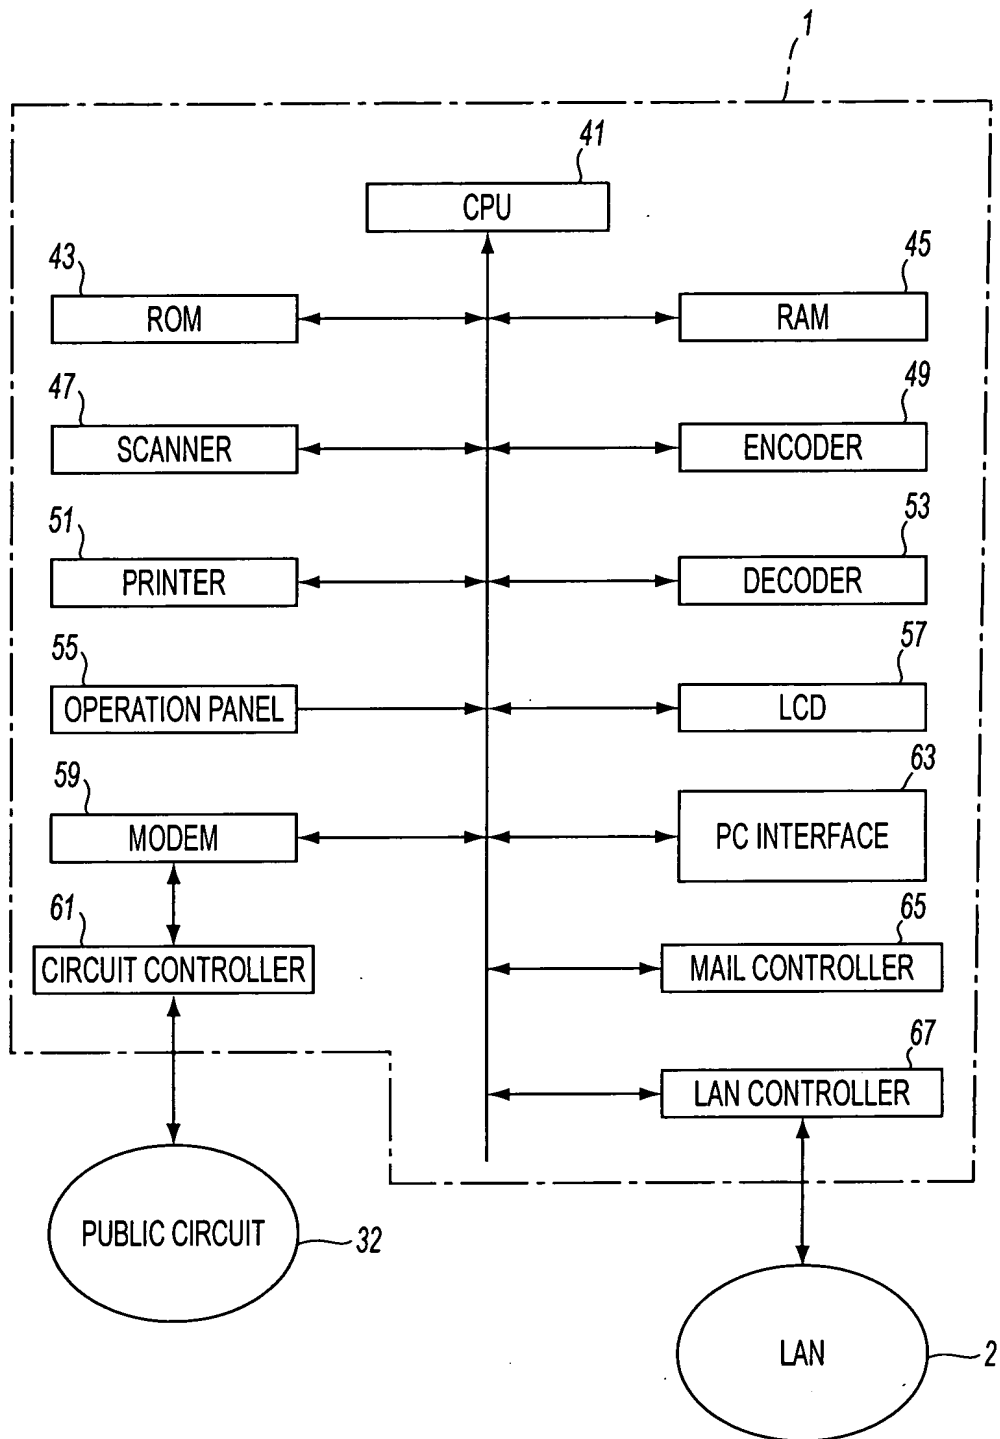 1
41
CPU
43
ROM
45
RAM
47
SCANNER
49
ENCODER
51
PRINTER
53
DECODER
55
OPERATION PANEL
57
LCD
59
MODEM
63
PC INTERFACE
61
CIRCUIT CONTROLLER
65
MAIL CONTROLLER
67
LAN CONTROLLER
PUBLIC CIRCUIT
32
LAN
2